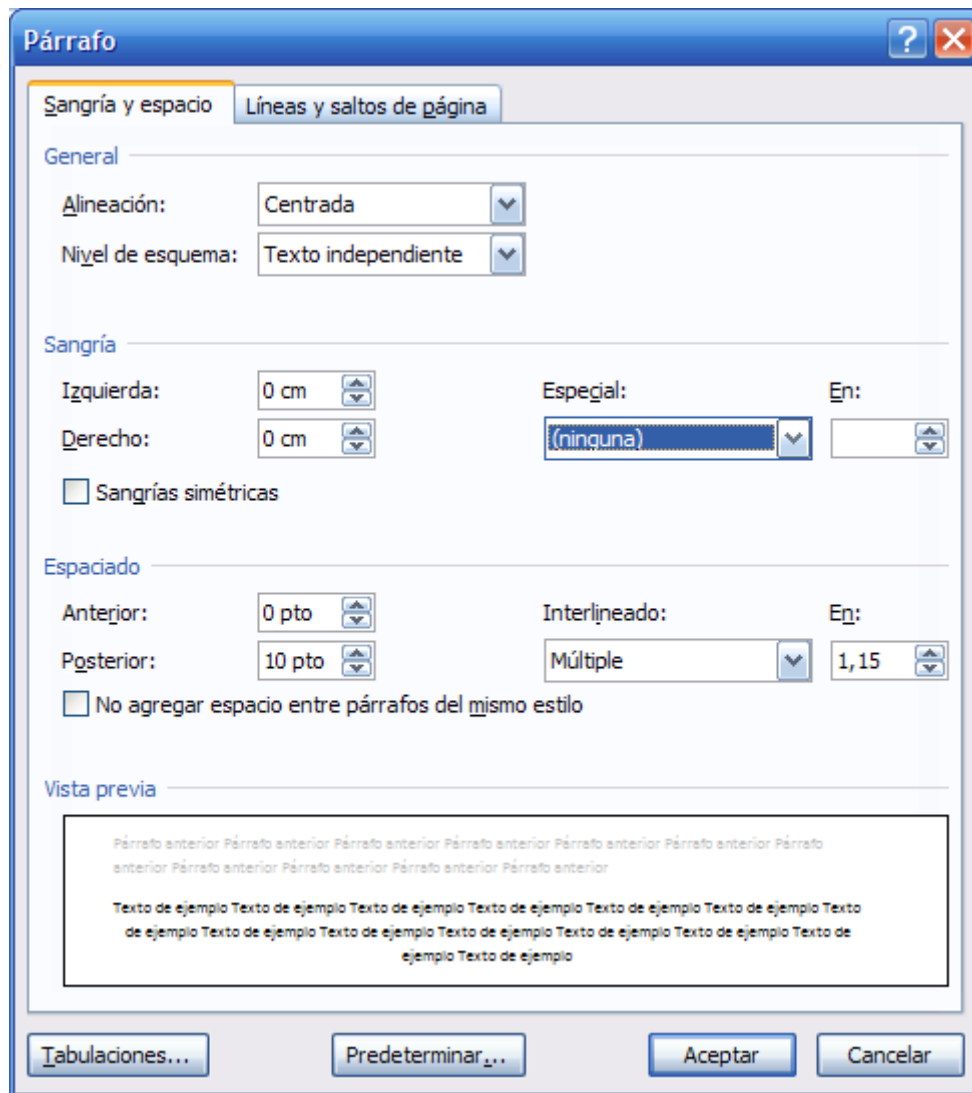 Párrafo
Sangría y espacio Líneas y saltos de página
General
Alineación: Centrada
Nivel de esquema: Texto independiente
Sangría
Izquierda: 0 cm Especial: En:
Derecho: 0 cm (ninguna)
Sangrías simétricas
Espaciado
Anterior: 0 pto Interlineado: En:
Posterior: 10 pto Múltiple 1,15
No agregar espacio entre párrafos del mismo estilo
Vista previa
Párrafo anterior Párrafo anterior Párrafo anterior Párrafo anterior Párrafo anterior Párrafo anterior Párrafo
anterior Párrafo anterior Párrafo anterior Párrafo anterior Párrafo anterior
Texto de ejemplo Texto de ejemplo Texto de ejemplo Texto de ejemplo Texto de ejemplo Texto de ejemplo Texto
de ejemplo Texto de ejemplo Texto de ejemplo Texto de ejemplo Texto de ejemplo Texto de ejemplo Texto de
ejemplo Texto de ejemplo
Tabulaciones... Predeterminar... Aceptar Cancelar